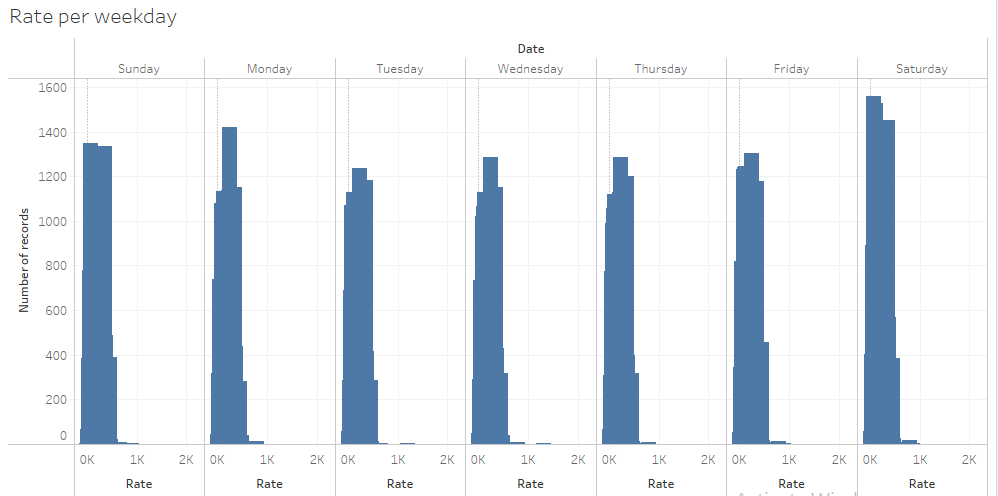 Rate per weekday
Date
Sunday Monday Tuesday Wednesday Thursday Friday Saturday
Number of records
1600
1400
1200
1000
800
600
400
200
0
0K 1K 2K 0K 1K 2K 0K 1K 2K 0K 1K 2K 0K 1K 2K 0K 1K 2K 0K 1K 2K
Rate Rate Rate Rate Rate Rate Rate